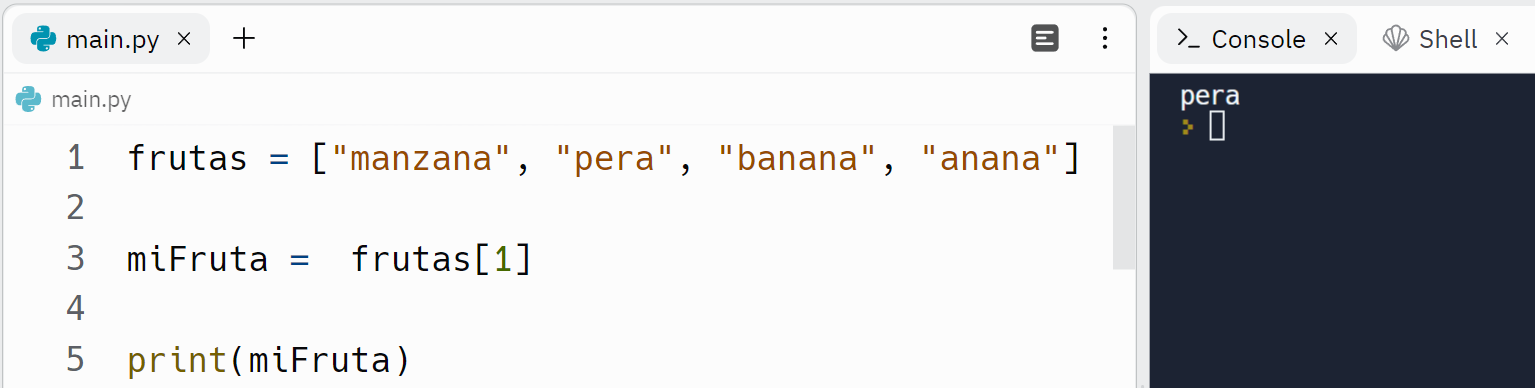 main.py × +
main.py
1 frutas = ["manzana", "pera", "banana", "anana"]
2
3 miFruta =  frutas[1]
4
5 print(miFruta)
>_ Console × Shell ×
pera
>